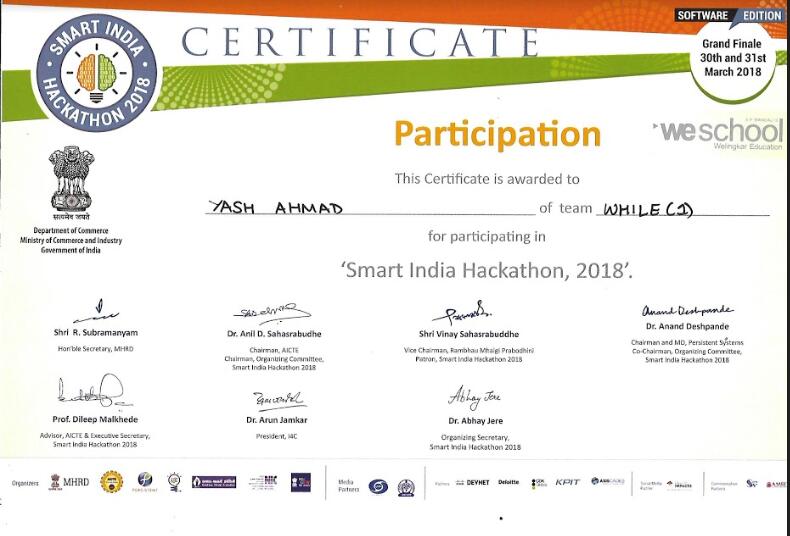 SOFTWARE EDITION
SMART INDIA
HACKATHON 2018
CERTIFICATE
Grand Finale
30th and 31st
March 2018
Participation
weschool
Welingkar Education
This Certificate is awarded to
YASH AHMAD of team WHILE(1)
for participating in
‘Smart India Hackathon, 2018’.
सत्यमेव जयते
Department of Commerce
Ministry of Commerce and Industry
Government of India
Shri R. Subramanyam
Hon'ble Secretary, MHRD
Dr. Anil D. Sahasrabudhe
Chairman, AICTE
Chairman, Organizing Committee,
Smart India Hackathon 2018
Shri Vinay Sahasrabuddhe
Vice Chairman, Rambhau Mhalgi Prabodhini
Patron, Smart India Hackathon 2018
Anand Deshpande
Dr. Anand Deshpande
Chairman and MD, Persistent Systems
Co-Chairman, Organizing Committee,
Smart India Hackathon 2018
Prof. Dileep Malkhede
Advisor, AICTE & Executive Secretary,
Smart India Hackathon 2018
Dr. Arun Jamkar
President, I4C
Abhay Jere
Dr. Abhay Jere
Organizing Secretary,
Smart India Hackathon 2018
Organizers
MHRD
PERSISTENT
Media
Partners
Partners
DEVNET
Deloitte
KPIT